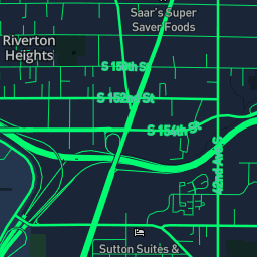 Saar's Super
Saver Foods
Riverton
Heights
S 150th St
S 152nd St
S 154th St
42nd Ave S
Sutton Suites &